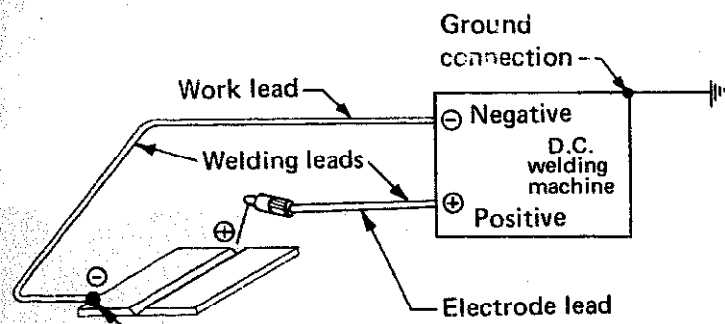 Ground
connection
Work lead
⊖ Negative
Welding leads
D.C.
welding
machine
⊕ Positive
⊕
⊖
Electrode lead